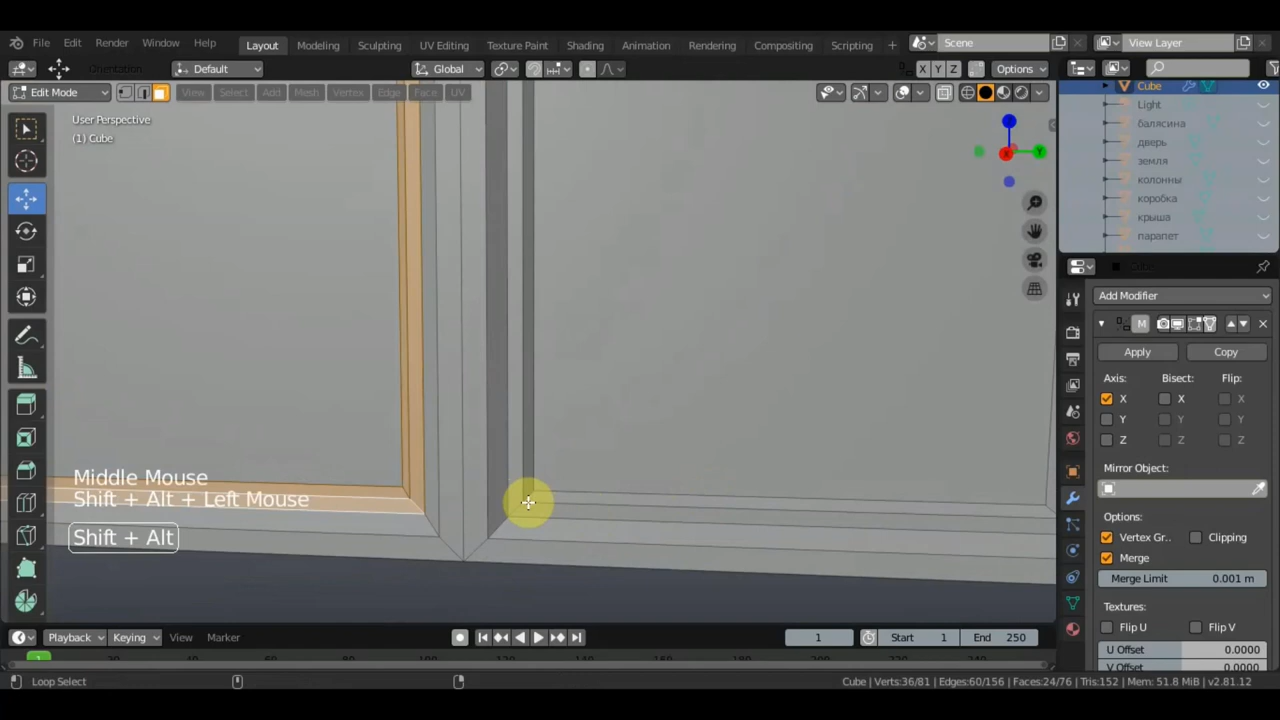 File Edit Render Window Help Layout Modeling Sculpting UV Editing Texture Paint Shading Animation Rendering Compositing Scripting + Scene View Layer
Orientation Default Global X Y Z Options
Edit Mode View Select Add Mesh Vertex Edge Face UV
User Perspective
(1) Cube
Cube
Light
балясина
дверь
земля
колонны
коробка
крыша
парапет
Cube
Add Modifier
M
Apply Copy
Axis: Bisect: Flip:
X X X
Y Y Y
Z Z Z
Mirror Object:
Options:
Vertex Gr.. Clipping
Merge
Merge Limit 0.001 m
Textures:
Flip U Flip V
U Offset 0.0000
V Offset 0.0000
X Y
Middle Mouse
Shift + Alt + Left Mouse
Shift + Alt
Playback Keying View Marker 1 Start 1 End 250
Loop Select Cube | Verts:36/81 | Edges:60/156 | Faces:24/76 | Tris:152 | Mem: 51.8 MiB | v2.81.12